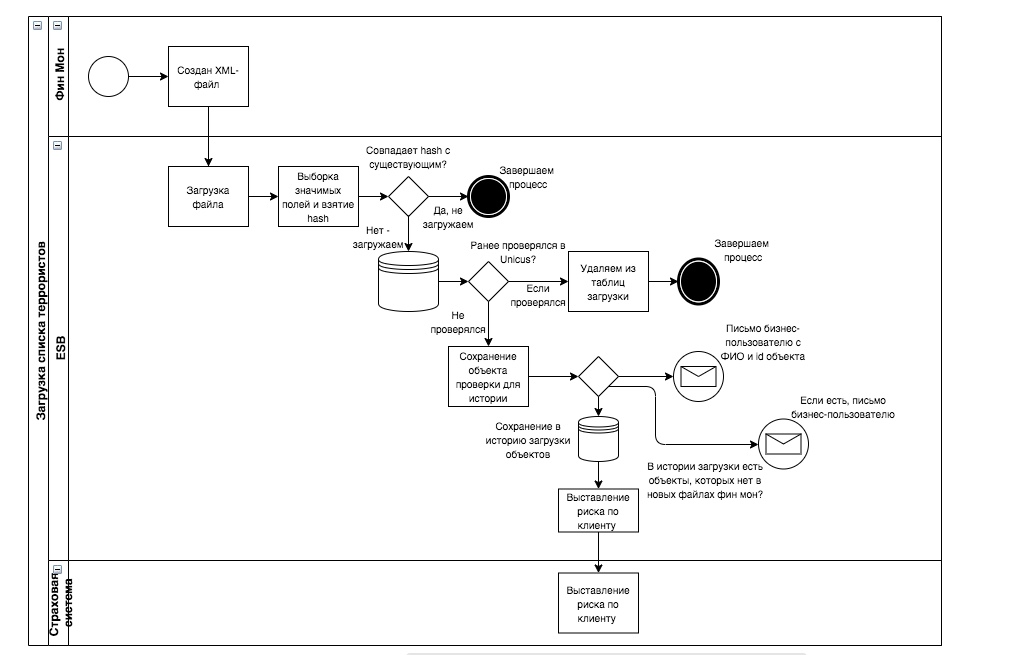 Загрузка списка террористов
Фин Мон
Создан XML-
файл
ESB
Загрузка
файла
Выборка
значимых
полей и взятие
hash
Совпадает hash с
существующим?
Завершаем
процесс
Да, не
загружаем
Нет -
загружаем
Ранее проверялся в
Unicus?
Если
проверялся
Удаляем из
таблиц
загрузки
Завершаем
процесс
Не
проверялся
Сохранение
объекта
проверки для
истории
Письмо бизнес-
пользователю с
ФИО и id объекта
Если есть, письмо
бизнес-пользователю
Сохранение в
историю загрузки
объектов
В истории загрузки есть
объекты, которых нет в
новых файлах фин мон?
Выставление
риска по
клиенту
Страховая
система
Выставление
риска по
клиенту